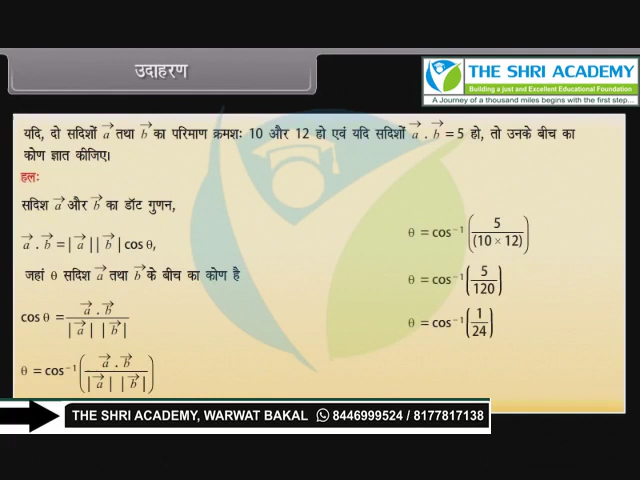 उदाहरण
THE SHRI ACADEMY
Building a just and Excellent Educational Foundation
A Journey of a thousand miles begins with the first step...
यदि, दो सदिशों a⃗ तथा b⃗ का परिमाण क्रमशः 10 और 12 हो एवं यदि सदिशों a⃗ . b⃗ = 5 हो, तो उनके बीच का
कोण ज्ञात कीजिए।
हलः
सदिश a⃗ और b⃗ का डॉट गुणन,
a⃗ . b⃗ = | a⃗ | | b⃗ | cos θ,
जहां θ सदिश a⃗ तथा b⃗ के बीच का कोण है
cos θ = (a⃗ . b⃗) / (| a⃗ | | b⃗ |)
θ = cos⁻¹ ((a⃗ . b⃗) / (| a⃗ | | b⃗ |))
θ = cos⁻¹ (5 / (10 × 12))
θ = cos⁻¹ (5 / 120)
θ = cos⁻¹ (1 / 24)
THE SHRI ACADEMY, WARWAT BAKAL 8446999524 / 8177817138